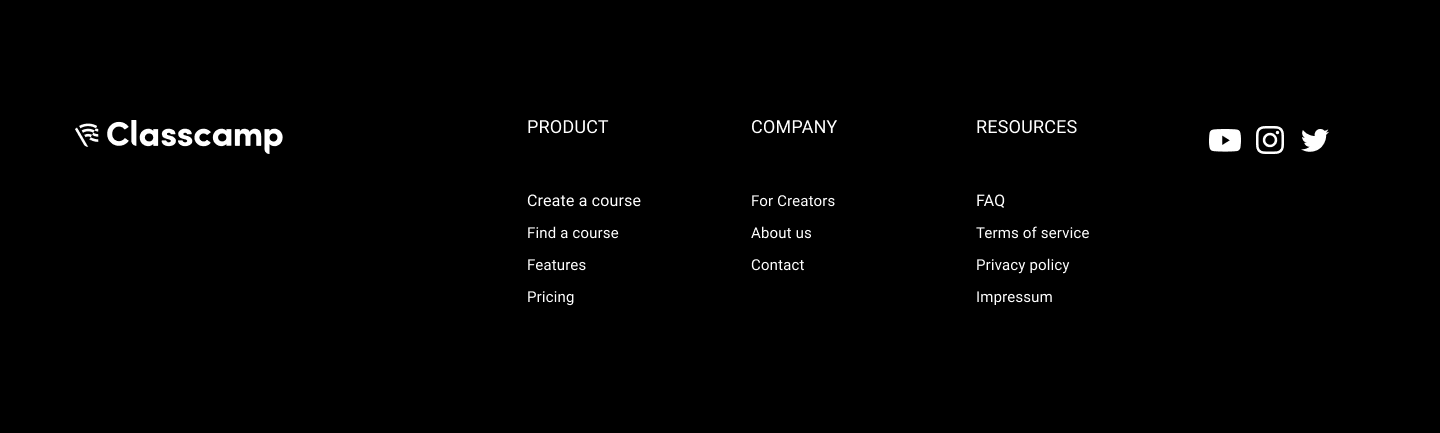 Classcamp
PRODUCT
Create a course
Find a course
Features
Pricing
COMPANY
For Creators
About us
Contact
RESOURCES
FAQ
Terms of service
Privacy policy
Impressum